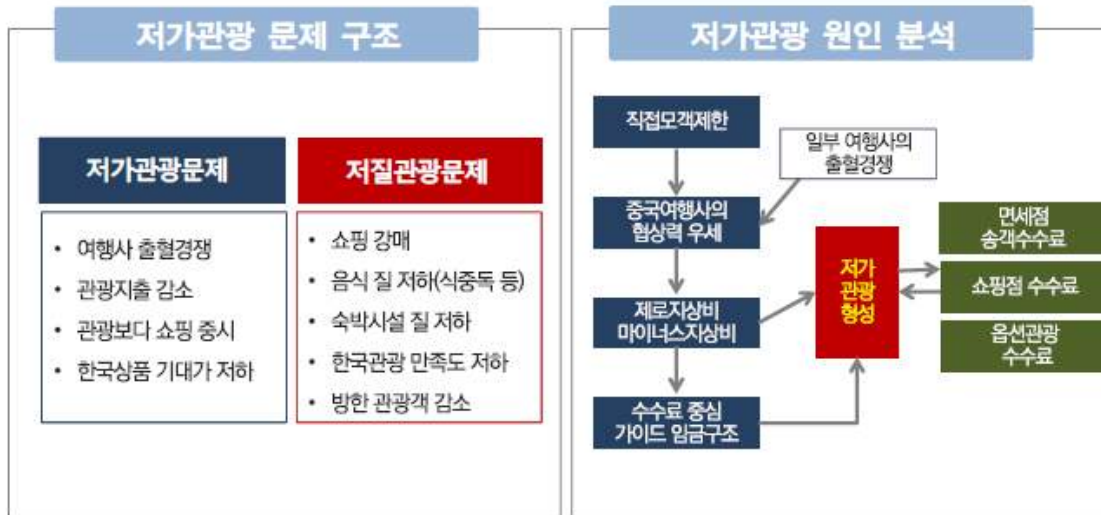 저가관광 문제 구조
저가관광문제
• 여행사 출혈경쟁
• 관광지출 감소
• 관광보다 쇼핑 중시
• 한국상품 기대가 저하
저질관광문제
• 쇼핑 강매
• 음식 질 저하(식중독 등)
• 숙박시설 질 저하
• 한국관광 만족도 저하
• 방한 관광객 감소
저가관광 원인 분석
직접모객제한
일부 여행사의
출혈경쟁
중국여행사의
협상력 우세
제로지상비
마이너스지상비
수수료 중심
가이드 임금구조
저가
관광
형성
면세점
송객수수료
쇼핑점 수수료
옵션관광
수수료